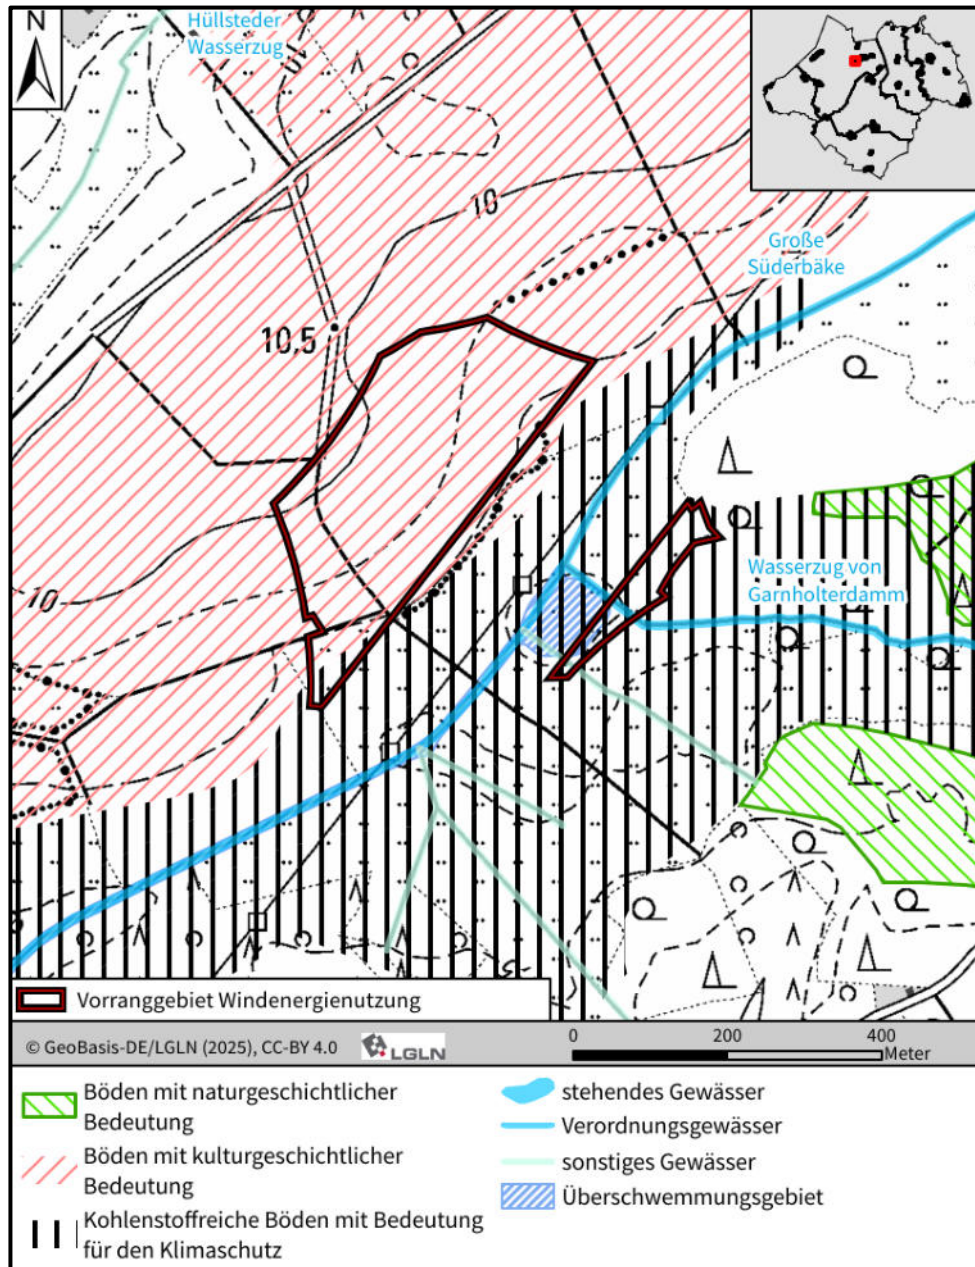 N
Hüllsteder
Wasserzug
10
Große
Süderbäke
10.5
Wasserzug von
Garnholterdamm
10
Vorranggebiet Windenergienutzung
© GeoBasis-DE/LGLN (2025), CC-BY 4.0
LGLN
0 200 400
Meter
Böden mit naturgeschichtlicher
Bedeutung
Böden mit kulturgeschichtlicher
Bedeutung
Kohlenstoffreiche Böden mit Bedeutung
für den Klimaschutz
stehendes Gewässer
Verordnungsgewässer
sonstiges Gewässer
Überschwemmungsgebiet